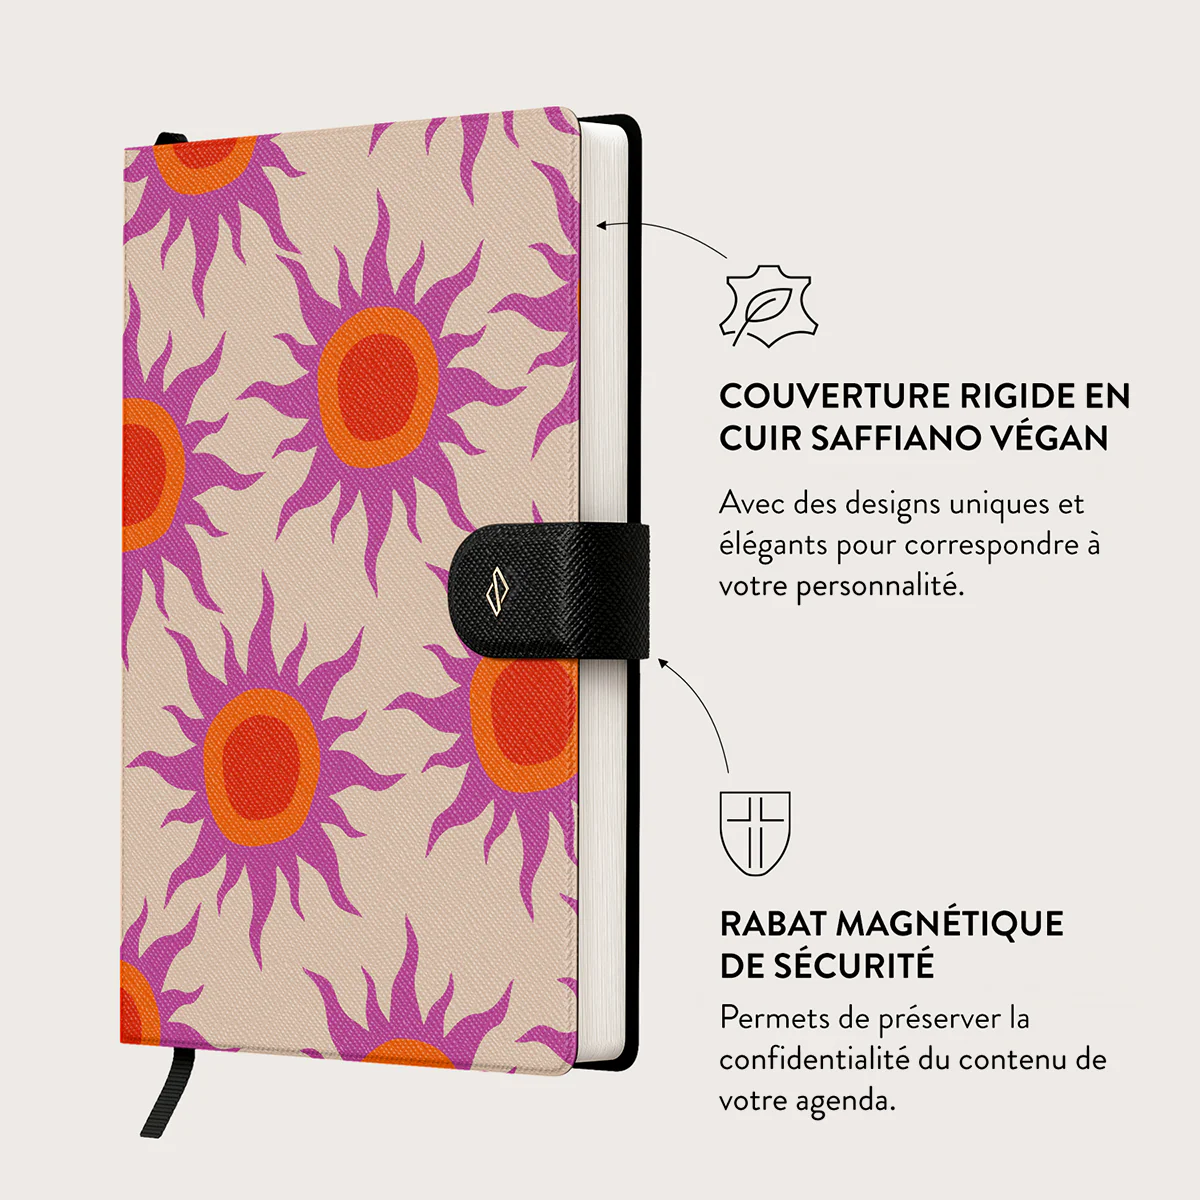 COUVERTURE RIGIDE EN
CUIR SAFFIANO VÉGAN
Avec des designs uniques et
élégants pour correspondre à
votre personnalité.
RABAT MAGNÉTIQUE
DE SÉCURITÉ
Permets de préserver la
confidentialité du contenu de
votre agenda.